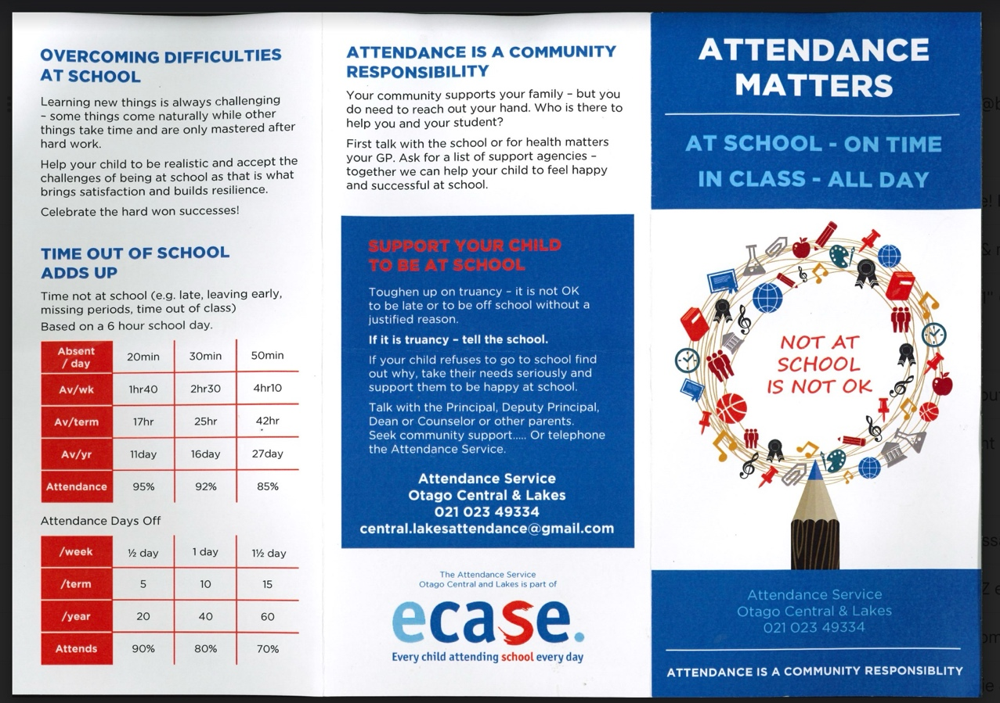 OVERCOMING DIFFICULTIES
AT SCHOOL
Learning new things is always challenging
– some things come naturally while other
things take time and are only mastered after
hard work.
Help your child to be realistic and accept the
challenges of being at school as that is what
brings satisfaction and builds resilience.
Celebrate the hard won successes!
TIME OUT OF SCHOOL
ADDS UP
Time not at school (e.g. late, leaving early,
missing periods, time out of class)
Based on a 6 hour school day.
Absent
/ day 20min 30min 50min
Av/wk 1hr40 2hr30 4hr10
Av/term 17hr 25hr 42hr
Av/yr 11day 16day 27day
Attendance 95% 92% 85%
Attendance Days Off
/week ½ day 1 day 1½ day
/term 5 10 15
/year 20 40 60
Attends 90% 80% 70%
ATTENDANCE IS A COMMUNITY
RESPONSIBILITY
Your community supports your family – but you
do need to reach out your hand. Who is there to
help you and your student?
First talk with the school or for health matters
your GP. Ask for a list of support agencies –
together we can help your child to feel happy
and successful at school.
SUPPORT YOUR CHILD
TO BE AT SCHOOL
Toughen up on truancy – it is not OK
to be late or to be off school without a
justified reason.
If it is truancy – tell the school.
If your child refuses to go to school find
out why, take their needs seriously and
support them to be happy at school.
Talk with the Principal, Deputy Principal,
Dean or Counselor or other parents.
Seek community support..... Or telephone
the Attendance Service.
Attendance Service
Otago Central & Lakes
021 023 49334
central.lakesattendance@gmail.com
The Attendance Service
Otago Central and Lakes is part of
ecase.
Every child attending school every day
ATTENDANCE
MATTERS
AT SCHOOL - ON TIME
IN CLASS - ALL DAY
NOT AT
SCHOOL
IS NOT OK
Attendance Service
Otago Central & Lakes
021 023 49334
ATTENDANCE IS A COMMUNITY RESPONSIBLITY